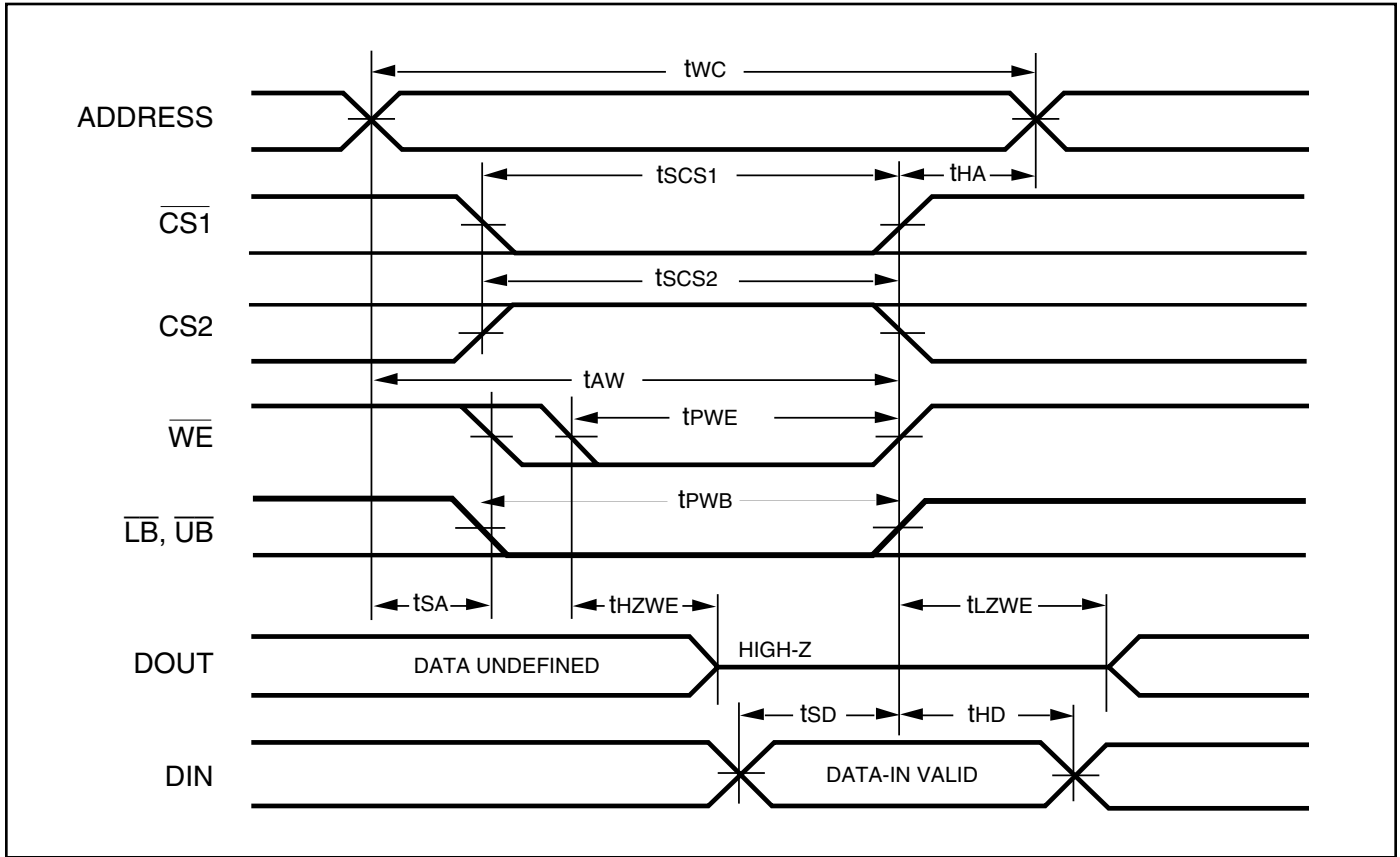 tWC
ADDRESS
tSCS1
tHA
CS1
tSCS2
CS2
tAW
WE
tPWE
tPWB
LB, UB
tSA
tHZWE
tLZWE
DOUT
DATA UNDEFINED
HIGH-Z
tSD
tHD
DIN
DATA-IN VALID